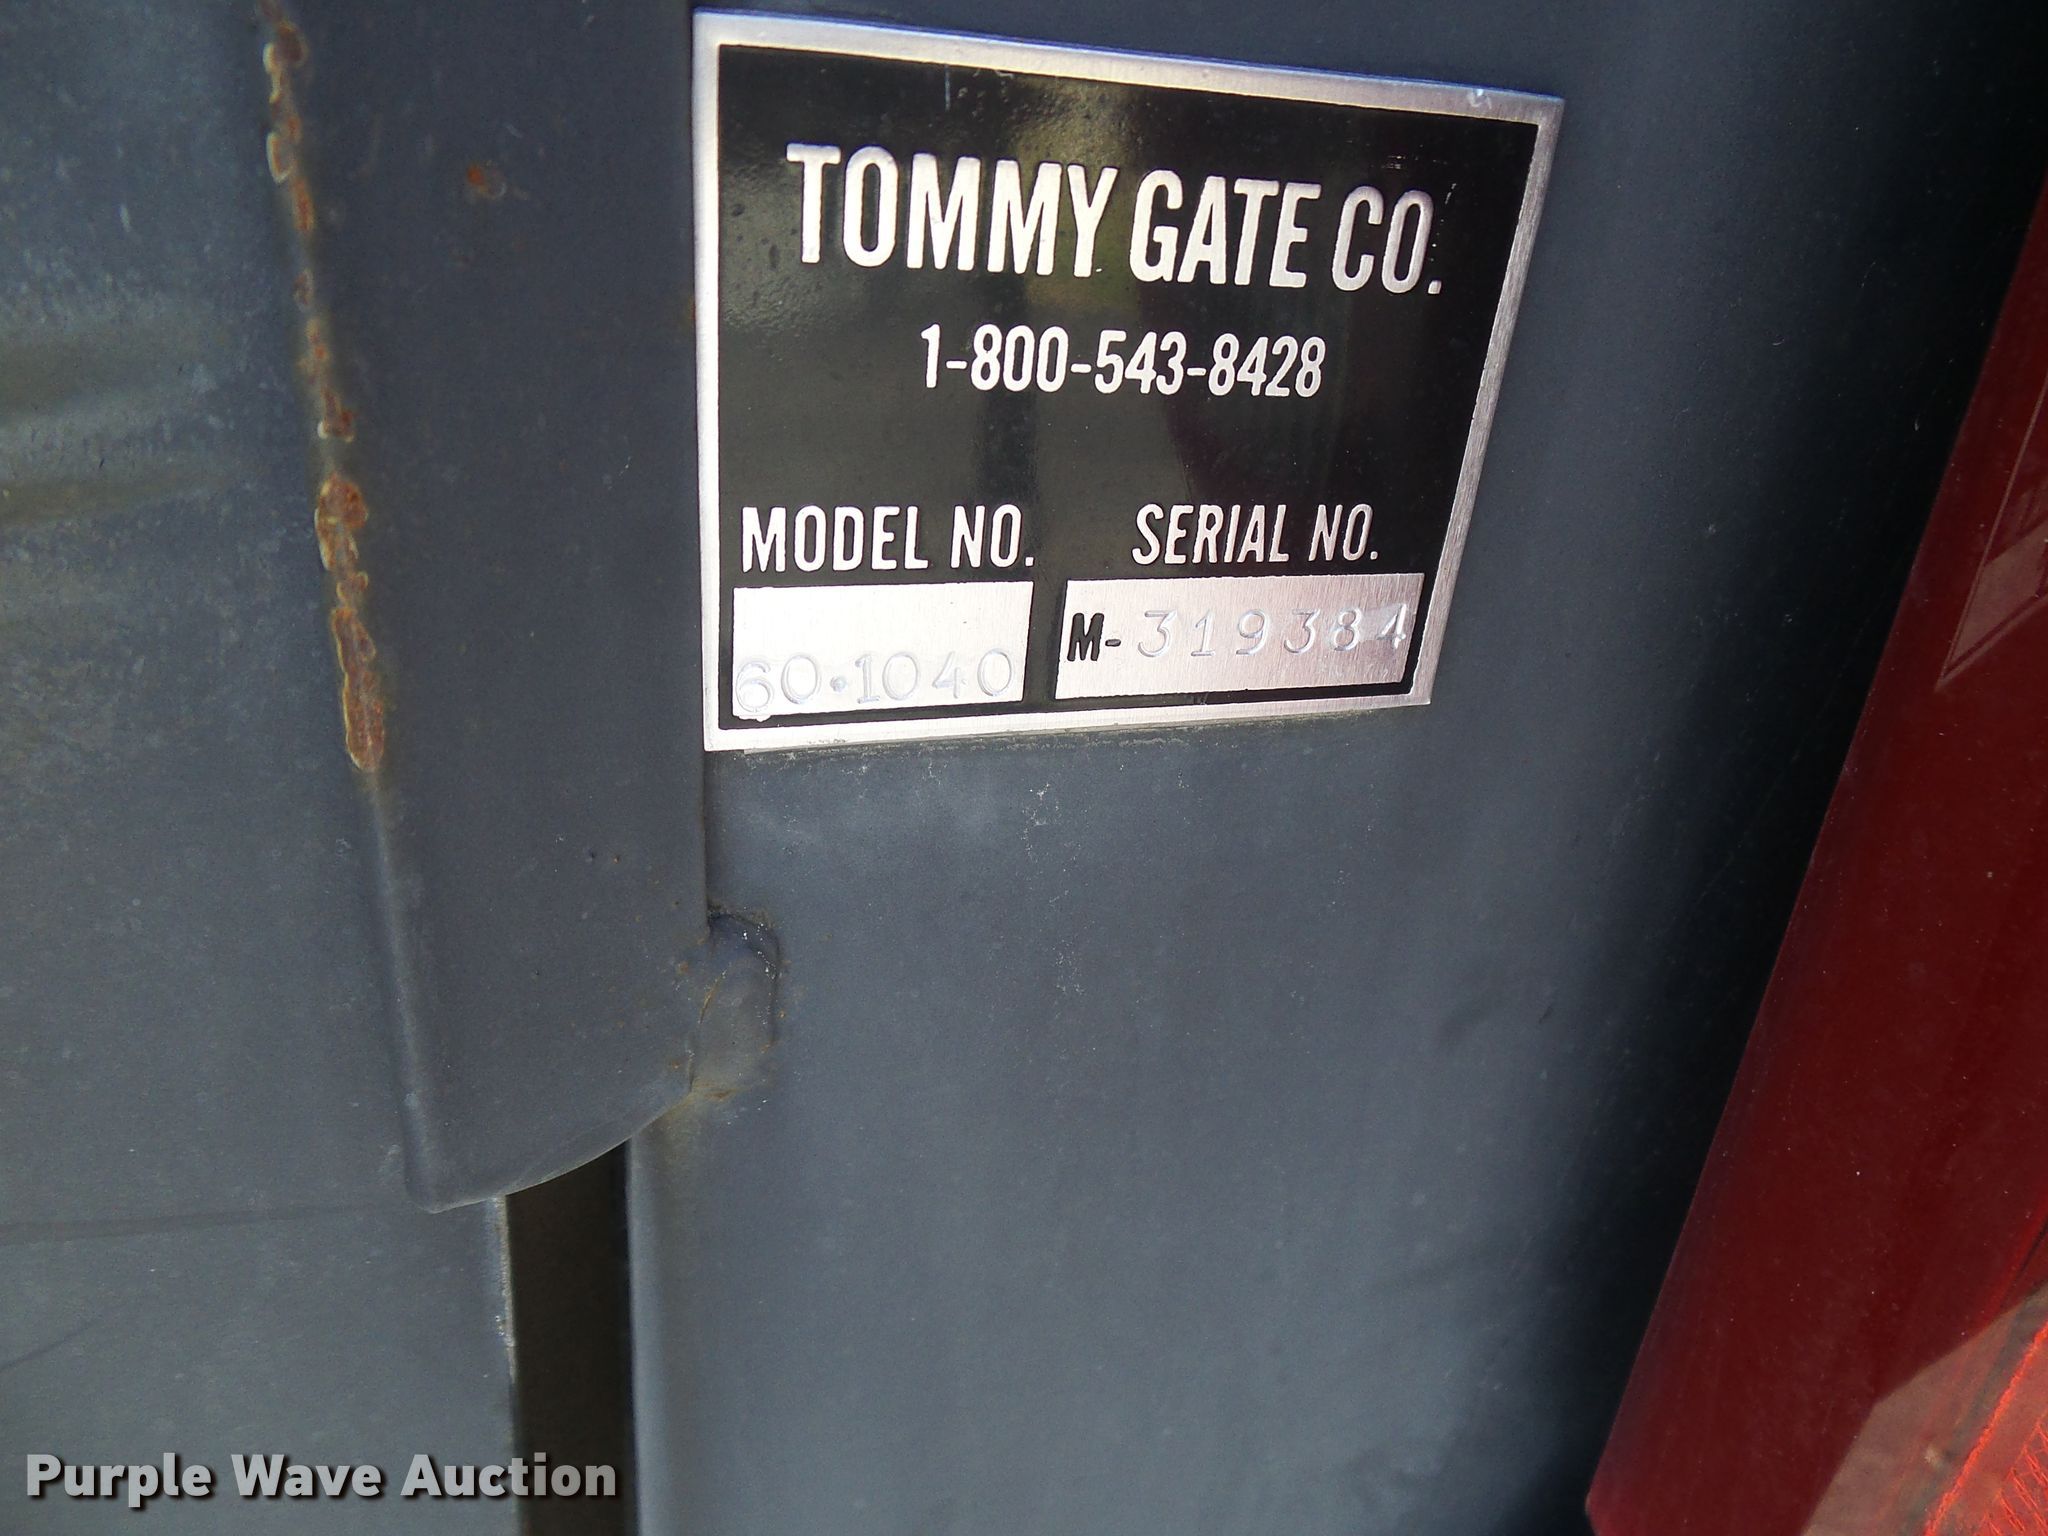 TOMMY GATE CO.
1-800-543-8428
MODEL NO. SERIAL NO.
60·1040 M-319384
Purple Wave Auction